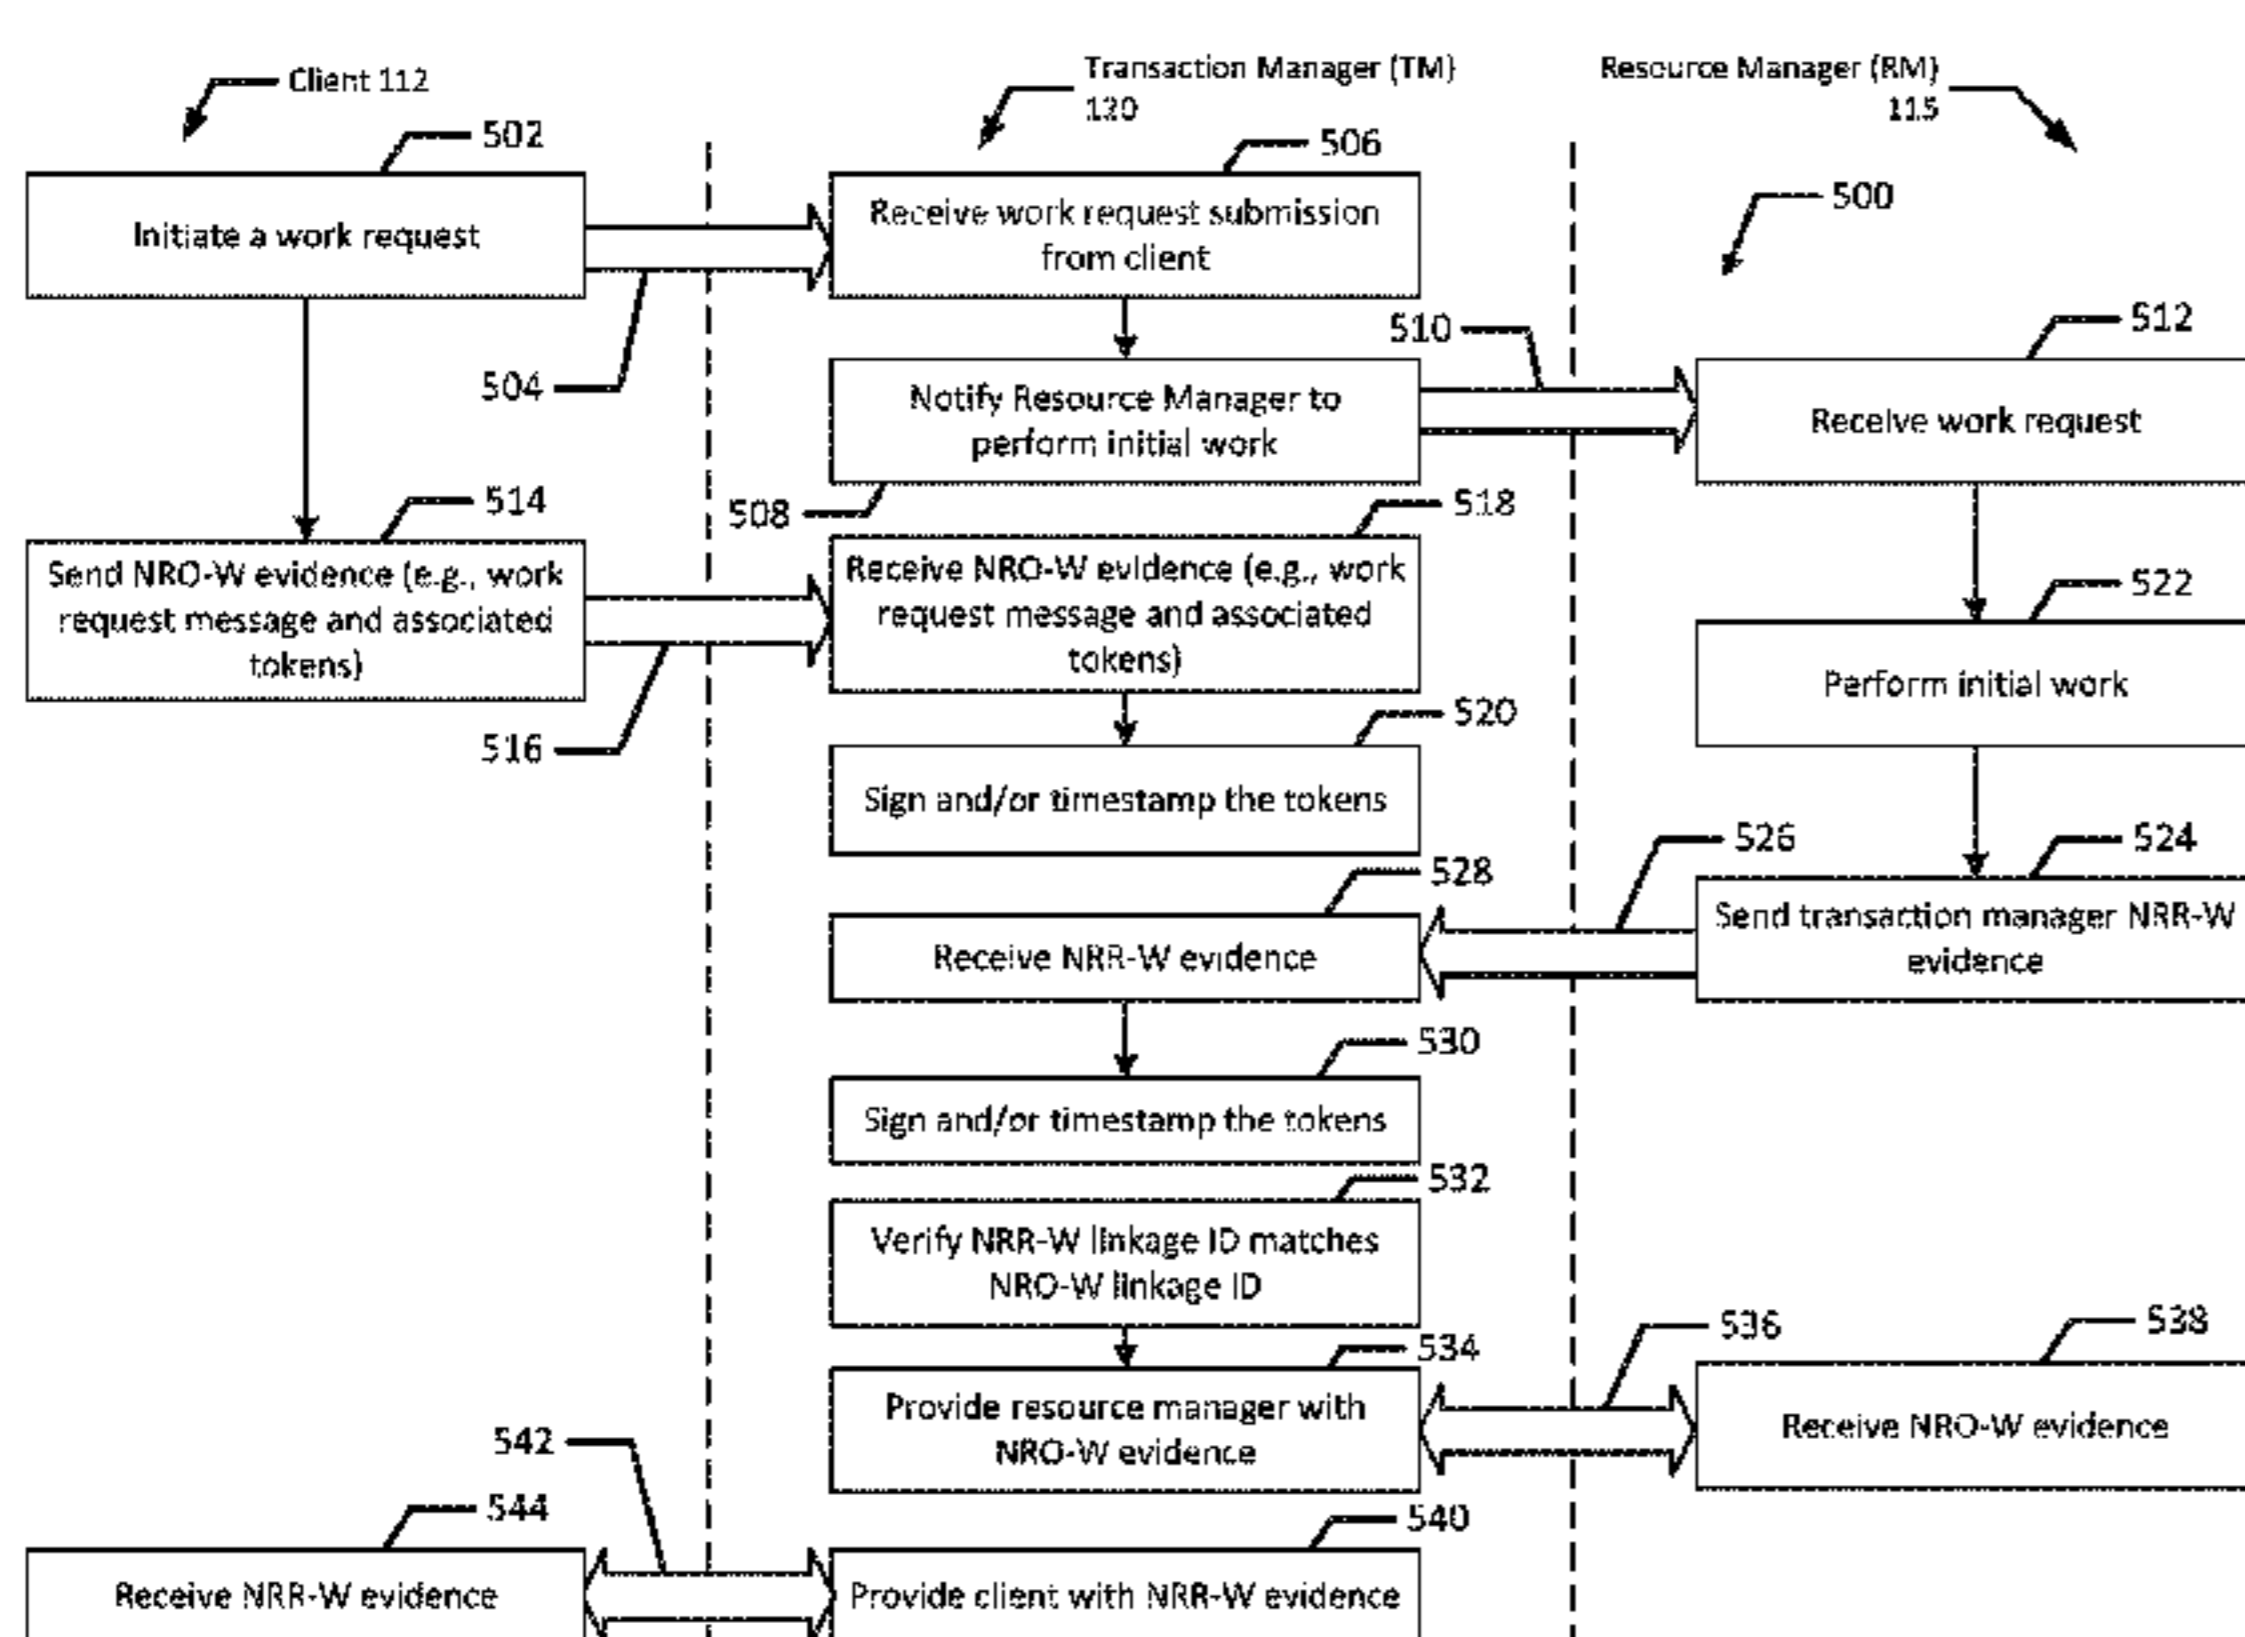 Client 112
Transaction Manager (TM)
120
Resource Manager (RM)
115
502
506
500
Initiate a work request
Receive work request submission
from client
504
510
512
Notify Resource Manager to
perform initial work
Receive work request
508
514
518
Send NRO-W evidence (e.g., work
request message and associated
tokens)
Receive NRO-W evidence (e.g., work
request message and associated
tokens)
522
516
520
Perform initial work
Sign and/or timestamp the tokens
526
524
528
Receive NRR-W evidence
Send transaction manager NRR-W
evidence
530
Sign and/or timestamp the tokens
532
Verify NRR-W linkage ID matches
NRO-W linkage ID
534
536
538
Provide resource manager with
NRO-W evidence
Receive NRO-W evidence
542
544
540
Receive NRR-W evidence
Provide client with NRR-W evidence